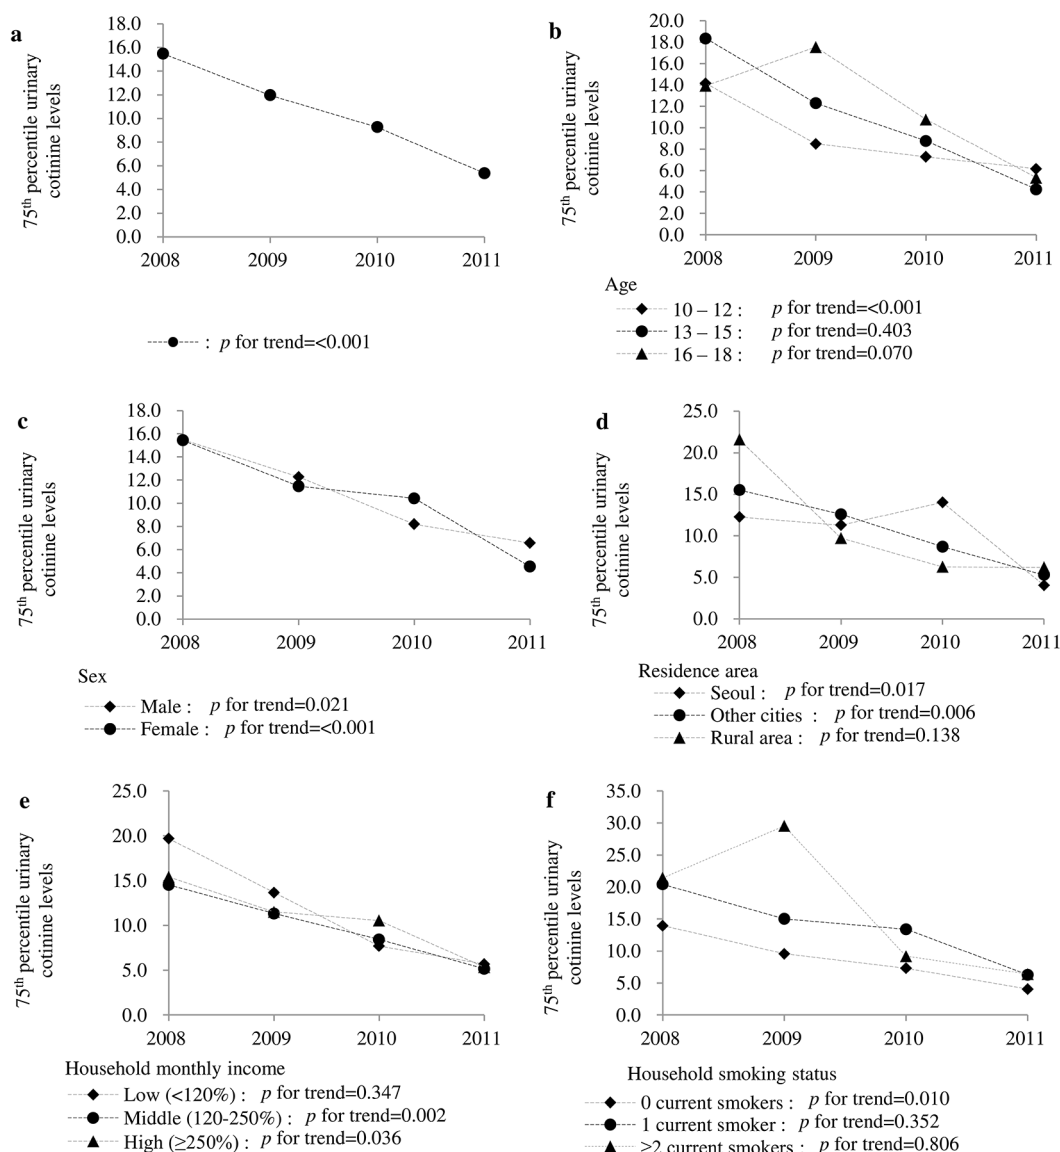 a
18.0
16.0
14.0
12.0
10.0
8.0
6.0
4.0
2.0
0.0
75th percentile urinary
cotinine levels
2008 2009 2010 2011
: p for trend=<0.001
b
20.0
18.0
16.0
14.0
12.0
10.0
8.0
6.0
4.0
2.0
0.0
75th percentile urinary
cotinine levels
2008 2009 2010 2011
Age
10 – 12 : p for trend=<0.001
13 – 15 : p for trend=0.403
16 – 18 : p for trend=0.070
c
18.0
16.0
14.0
12.0
10.0
8.0
6.0
4.0
2.0
0.0
75th percentile urinary
cotinine levels
2008 2009 2010 2011
Sex
Male : p for trend=0.021
Female : p for trend=<0.001
d
25.0
20.0
15.0
10.0
5.0
0.0
75th percentile urinary
cotinine levels
2008 2009 2010 2011
Residence area
Seoul : p for trend=0.017
Other cities : p for trend=0.006
Rural area : p for trend=0.138
e
25.0
20.0
15.0
10.0
5.0
0.0
75th percentile urinary
cotinine levels
2008 2009 2010 2011
Household monthly income
Low (<120%) : p for trend=0.347
Middle (120-250%) : p for trend=0.002
High (≥250%) : p for trend=0.036
f
35.0
30.0
25.0
20.0
15.0
10.0
5.0
0.0
75th percentile urinary
cotinine levels
2008 2009 2010 2011
Household smoking status
0 current smokers : p for trend=0.010
1 current smoker : p for trend=0.352
≥2 current smokers : p for trend=0.806